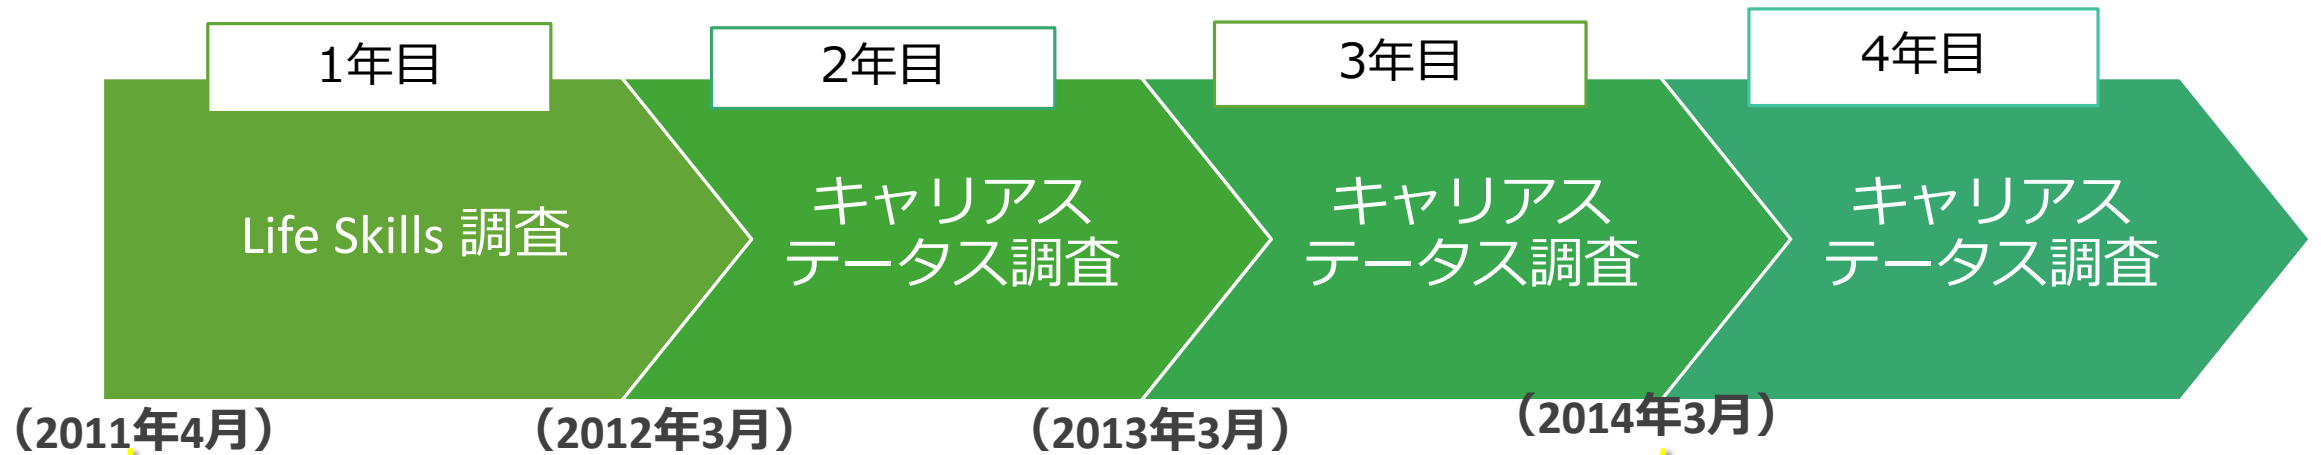 1年目
2年目
3年目
4年目
Life Skills 調査
キャリアス
テータス調査
キャリアス
テータス調査
キャリアス
テータス調査
（2011年4月）
（2012年3月）
（2013年3月）
（2014年3月）